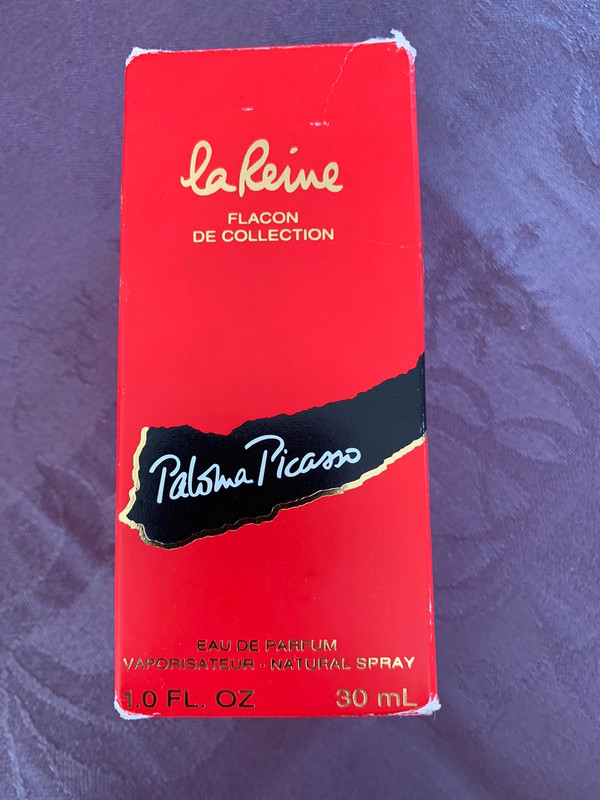 la Reine
FLACON
DE COLLECTION
Paloma Picasso
EAU DE PARFUM
VAPORISATEUR - NATURAL SPRAY
1.0 FL. OZ 30 mL